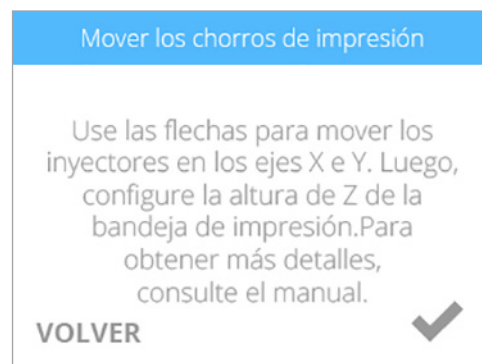 Mover los chorros de impresión
Use las flechas para mover los
inyectores en los ejes X e Y. Luego,
configure la altura de Z de la
bandeja de impresión.Para
obtener más detalles,
consulte el manual.
VOLVER